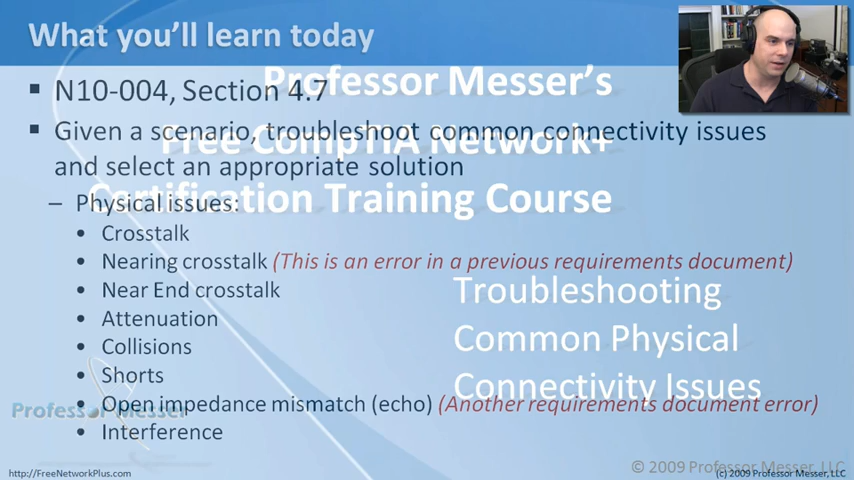 What you'll learn today
N10-004, Section 4.7
Professor Messer's
Given a scenario, troubleshoot common connectivity issues
and select an appropriate solution
Free CompTIA Network+
Certification Training Course
– Physical issues:
Crosstalk
Nearing crosstalk (This is an error in a previous requirements document)
Near End crosstalk
Attenuation
Collisions
Shorts
Open impedance mismatch (echo) (Another requirements document error)
Interference
Troubleshooting
Common Physical
Connectivity Issues
Professor Messer
http://FreeNetworkPlus.com
© 2009 Professor Messer, LLC
(c) 2009 Professor Messer, LLC